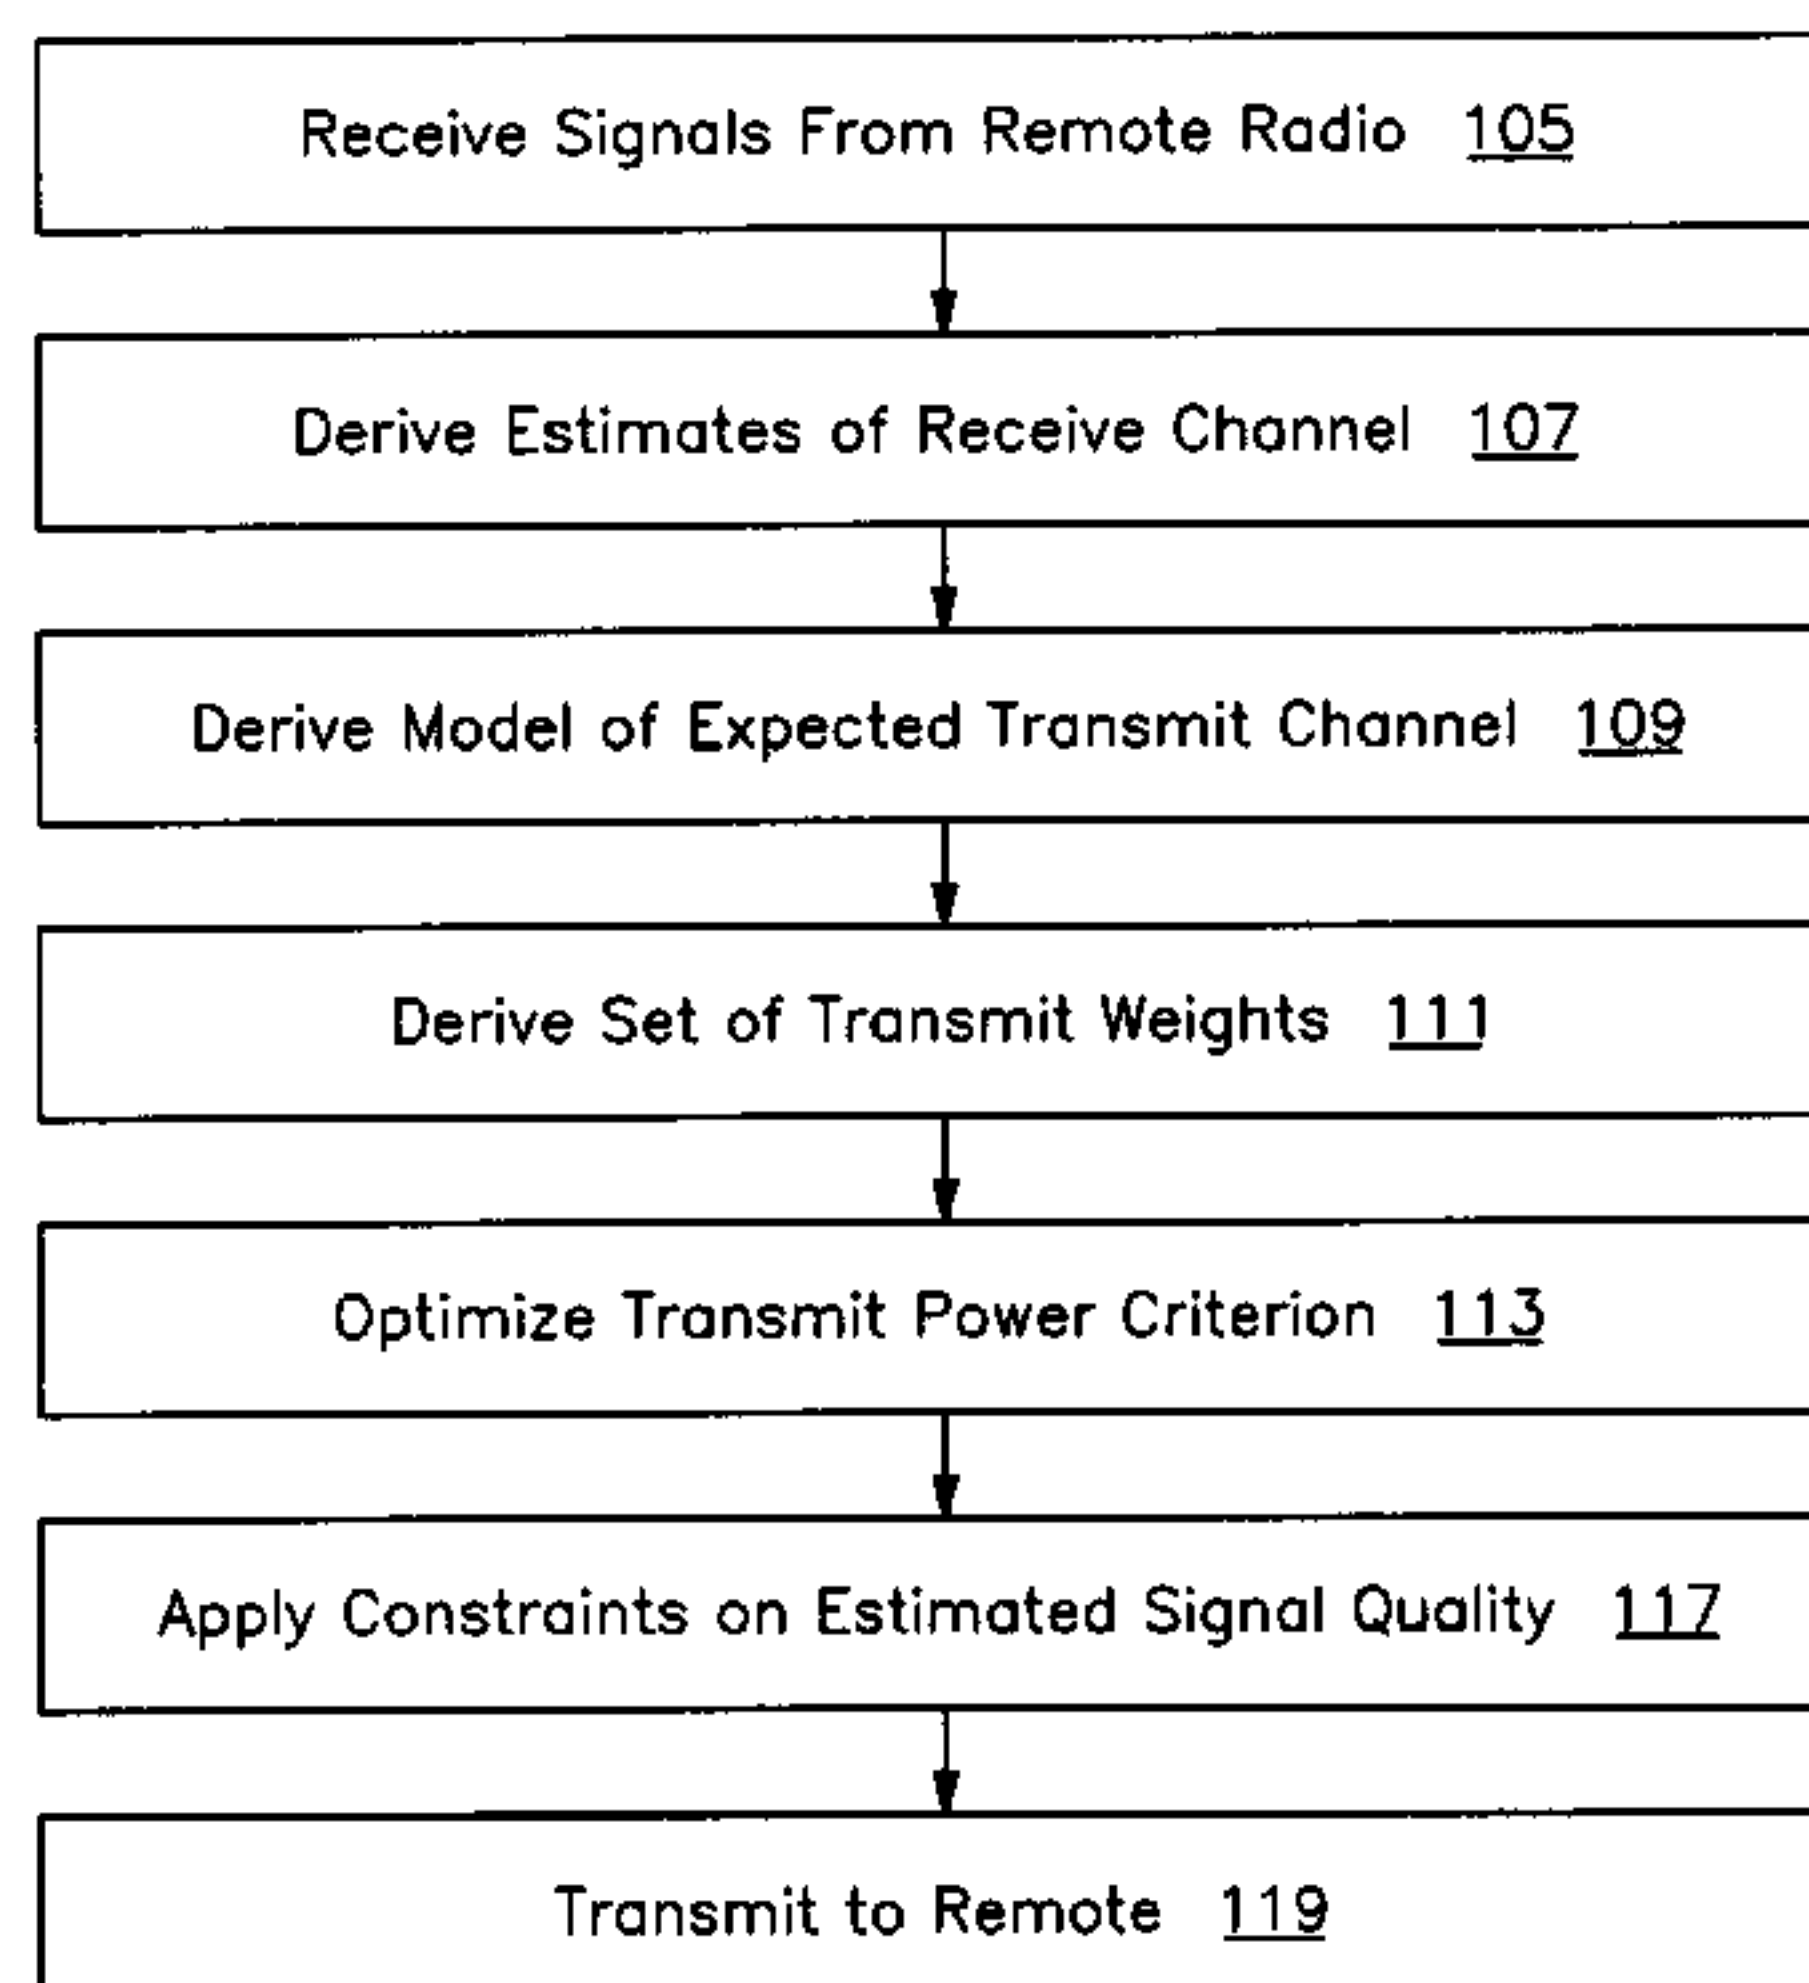 Receive Signals From Remote Radio 105
Derive Estimates of Receive Channel 107
Derive Model of Expected Transmit Channel 109
Derive Set of Transmit Weights 111
Optimize Transmit Power Criterion 113
Apply Constraints on Estimated Signal Quality 117
Transmit to Remote 119